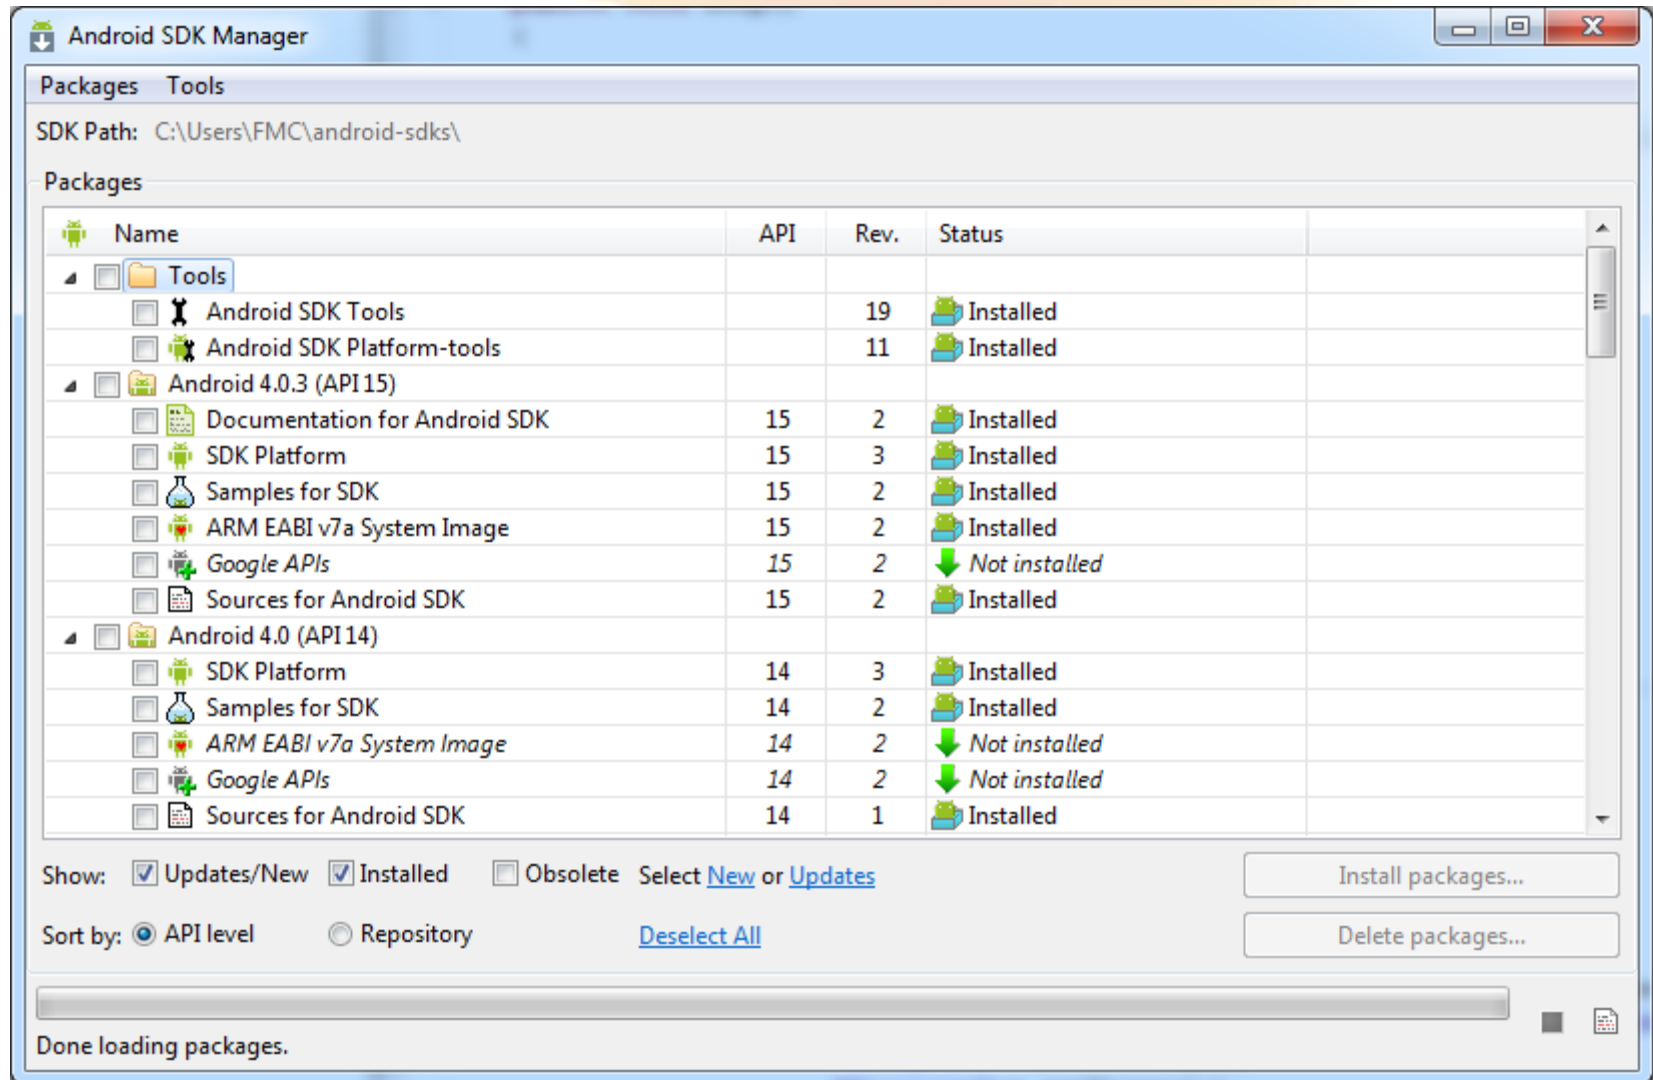 Android SDK Manager
Packages Tools
SDK Path: C:\Users\FMC\android-sdks\
Packages
Name API Rev. Status
Tools
Android SDK Tools 19 Installed
Android SDK Platform-tools 11 Installed
Android 4.0.3 (API 15)
Documentation for Android SDK 15 2 Installed
SDK Platform 15 3 Installed
Samples for SDK 15 2 Installed
ARM EABI v7a System Image 15 2 Installed
Google APIs 15 2 Not installed
Sources for Android SDK 15 2 Installed
Android 4.0 (API 14)
SDK Platform 14 3 Installed
Samples for SDK 14 2 Installed
ARM EABI v7a System Image 14 2 Not installed
Google APIs 14 2 Not installed
Sources for Android SDK 14 1 Installed
Show: Updates/New Installed Obsolete Select New or Updates Install packages...
Sort by: API level Repository Deselect All Delete packages...
Done loading packages.